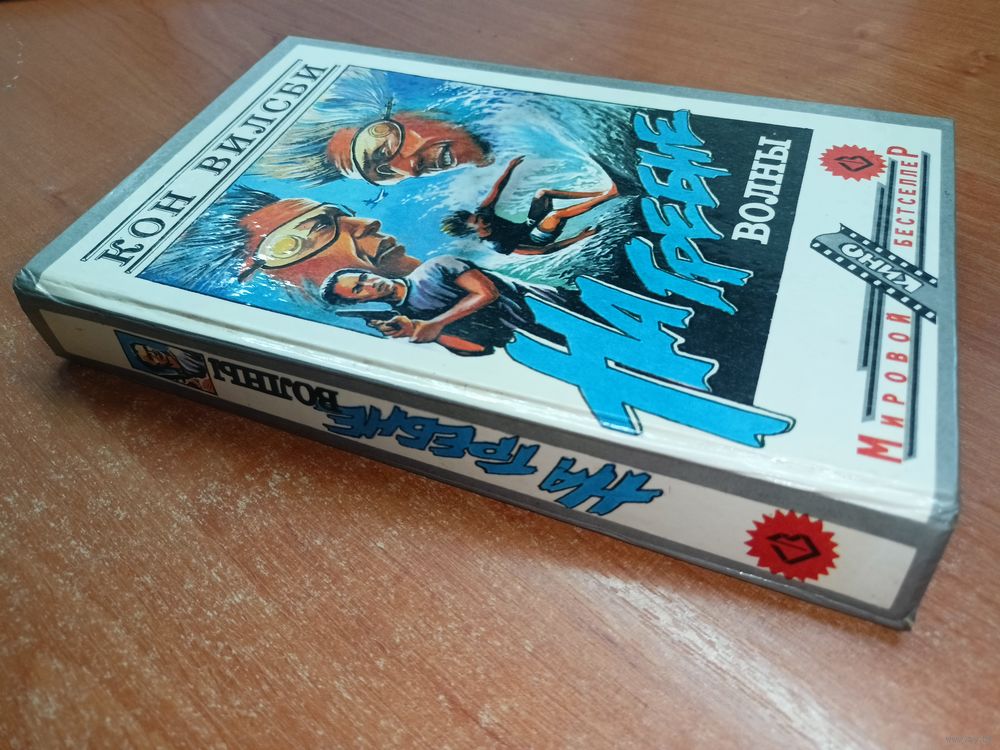 КОН ВИЛСБИ
НА ГРЕБНЕ
ВОЛНЫ
МИРОВОЙ
КИНО
БЕСТСЕЛЛЕР
НА ГРЕБНЕ
ВОЛНЫ